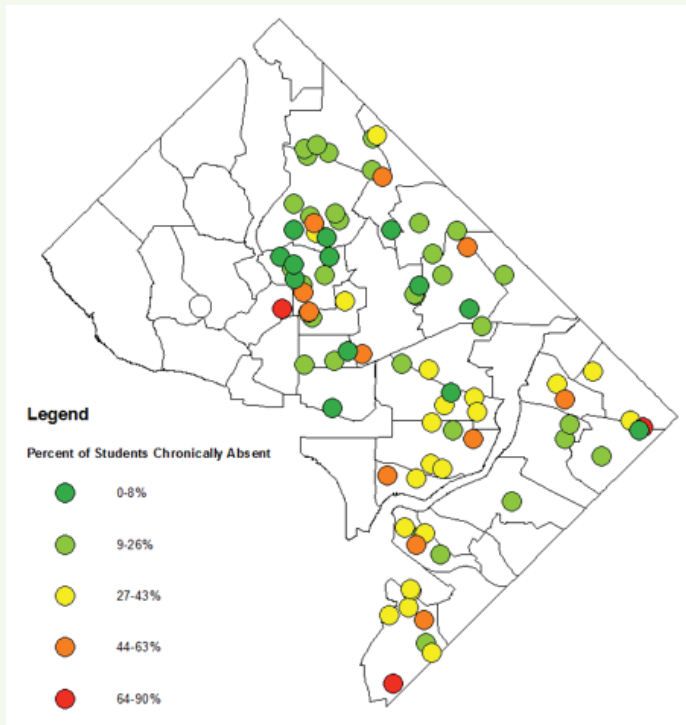 Legend
Percent of Students Chronically Absent
0-8%
9-26%
27-43%
44-63%
64-90%